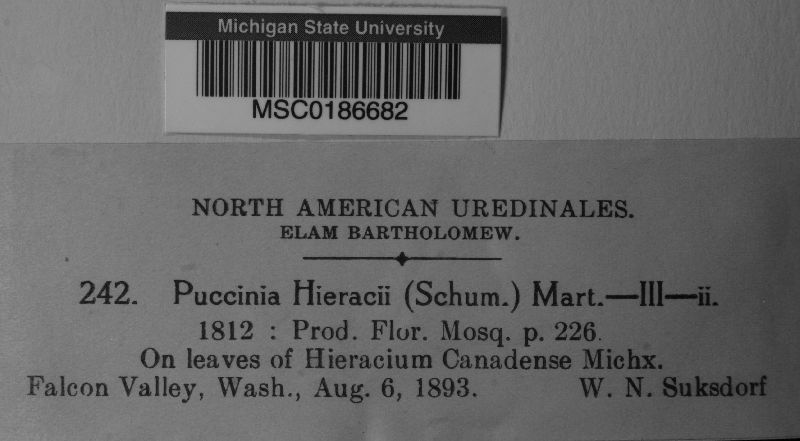 Michigan State University
MSC0186682
NORTH AMERICAN UREDINALES.
ELAM BARTHOLOMEW.
242. Puccinia Hieracii (Schum.) Mart.—III—ii.
1812 : Prod. Flor. Mosq. p. 226.
On leaves of Hieracium Canadense Michx.
Falcon Valley, Wash., Aug. 6, 1893. W. N. Suksdorf